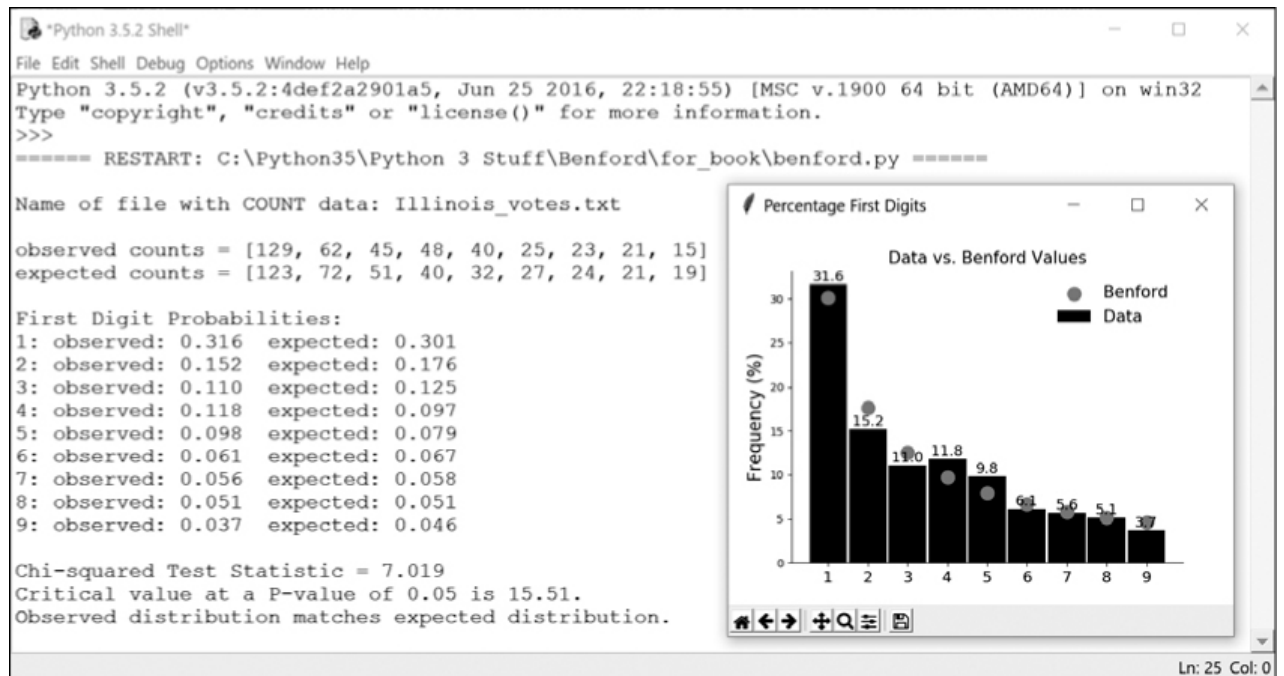 *Python 3.5.2 Shell*
File Edit Shell Debug Options Window Help
Python 3.5.2 (v3.5.2:4def2a2901a5, Jun 25 2016, 22:18:55) [MSC v.1900 64 bit (AMD64)] on win32
Type "copyright", "credits" or "license()" for more information.
>>>
====== RESTART: C:\Python35\Python 3 Stuff\Benford\for_book\benford.py ======
Name of file with COUNT data: Illinois_votes.txt
observed counts = [129, 62, 45, 48, 40, 25, 23, 21, 15]
expected counts = [123, 72, 51, 40, 32, 27, 24, 21, 19]
First Digit Probabilities:
1: observed: 0.316  expected: 0.301
2: observed: 0.152  expected: 0.176
3: observed: 0.110  expected: 0.125
4: observed: 0.118  expected: 0.097
5: observed: 0.098  expected: 0.079
6: observed: 0.061  expected: 0.067
7: observed: 0.056  expected: 0.058
8: observed: 0.051  expected: 0.051
9: observed: 0.037  expected: 0.046
Chi-squared Test Statistic = 7.019
Critical value at a P-value of 0.05 is 15.51.
Observed distribution matches expected distribution.
Percentage First Digits
Data vs. Benford Values
Benford
Data
Frequency (%)
30
25
20
15
10
5
0
31.6
15.2
11.0
11.8
9.8
6.1
5.6
5.1
3.7
1 2 3 4 5 6 7 8 9
Ln: 25 Col: 0